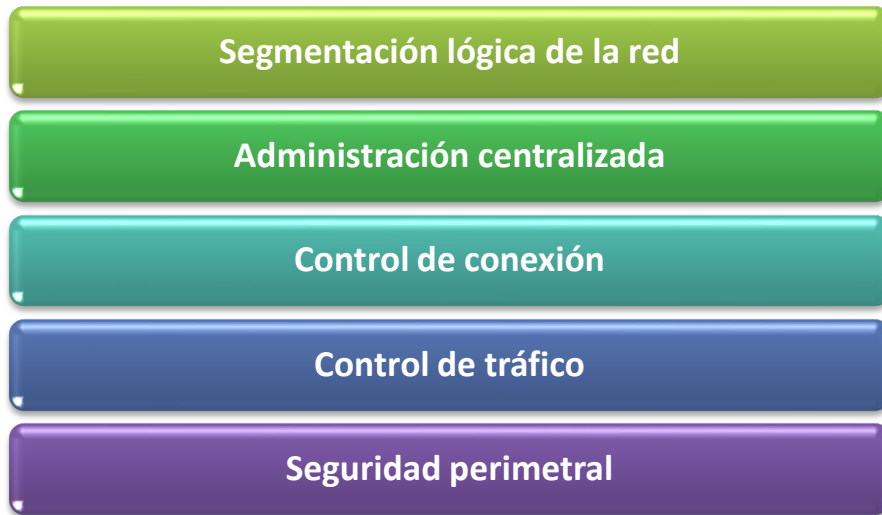 Segmentación lógica de la red
Administración centralizada
Control de conexión
Control de tráfico
Seguridad perimetral